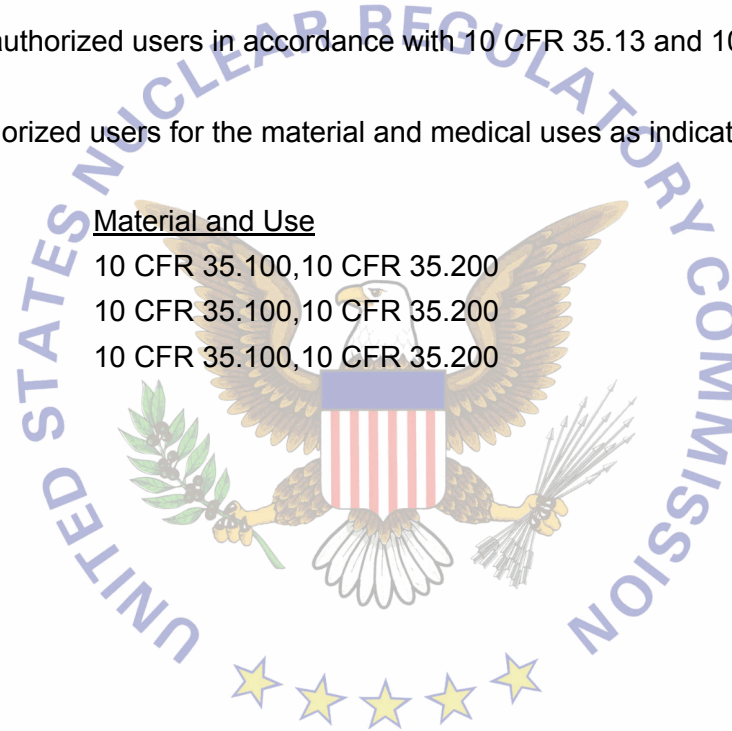 authorized users in accordance with 10 CFR 35.13 and 10
orized users for the material and medical uses as indicat
Material and Use
10 CFR 35.100,10 CFR 35.200
10 CFR 35.100,10 CFR 35.200
10 CFR 35.100,10 CFR 35.200
UNITED STATES NUCLEAR REGULATORY COMMISSION